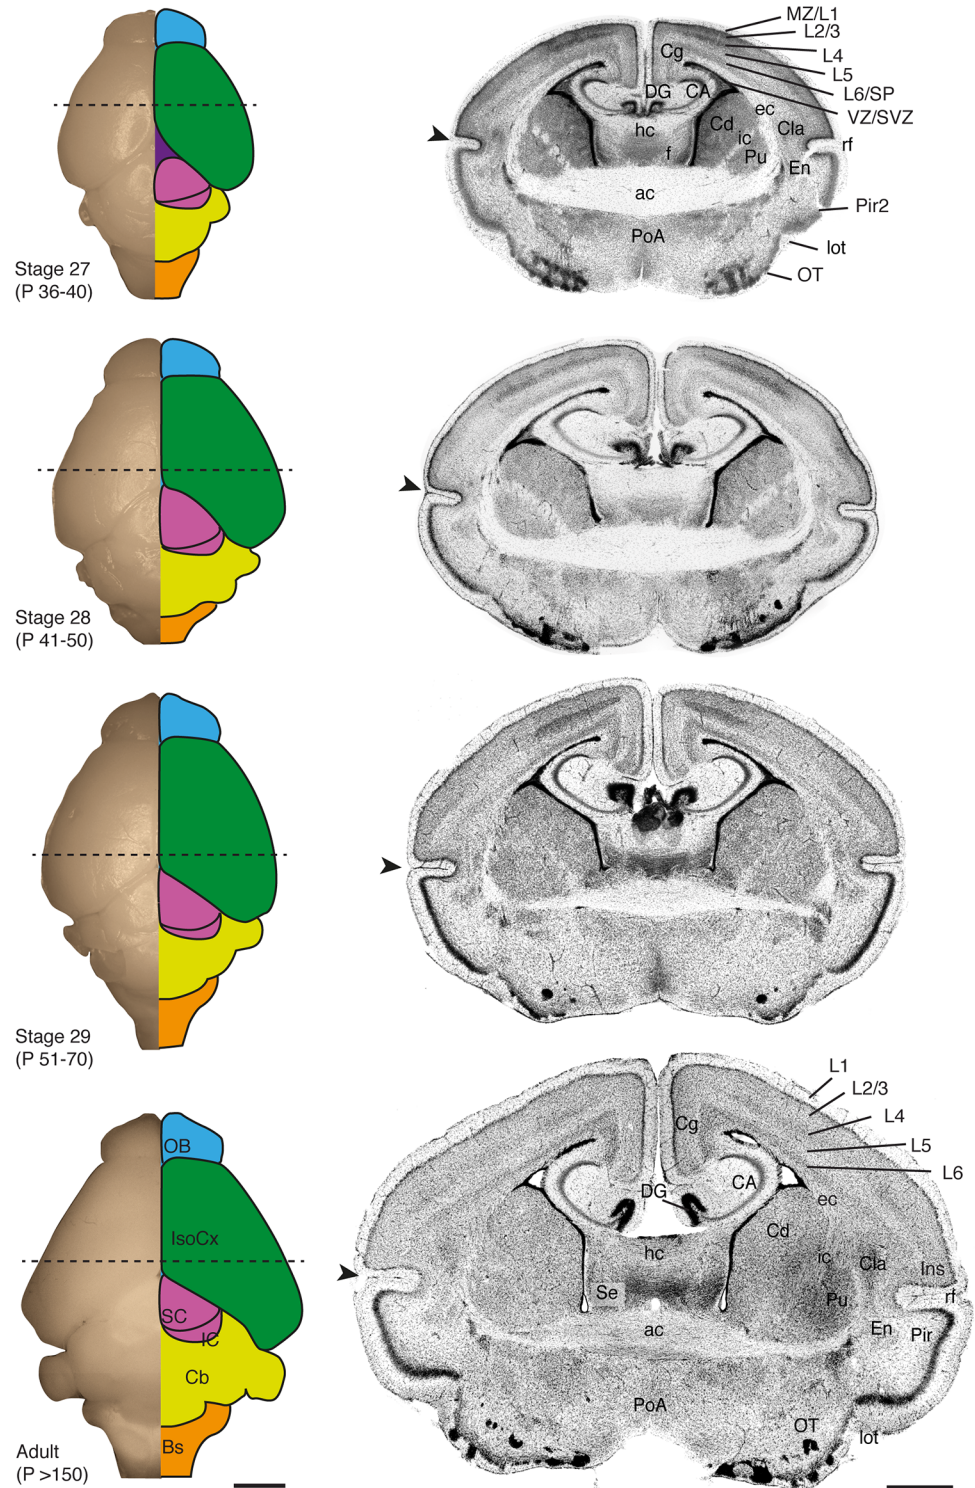 MZ/L1
L2/3
L4
L5
L6/SP
VZ/SVZ
Cg
DG
CA
ec
Cd
Cla
hc
ic
rf
f
Pu
En
ac
Pir2
PoA
lot
OT
Stage 27
(P 36-40)
Stage 28
(P 41-50)
Stage 29
(P 51-70)
L1
L2/3
L4
L5
L6
Cg
OB
DG
CA
ec
Cd
IsoCx
hc
ic
Cla
Ins
Se
Pu
rf
SC
IC
ac
En
Pir
Cb
PoA
OT
lot
Bs
Adult
(P >150)